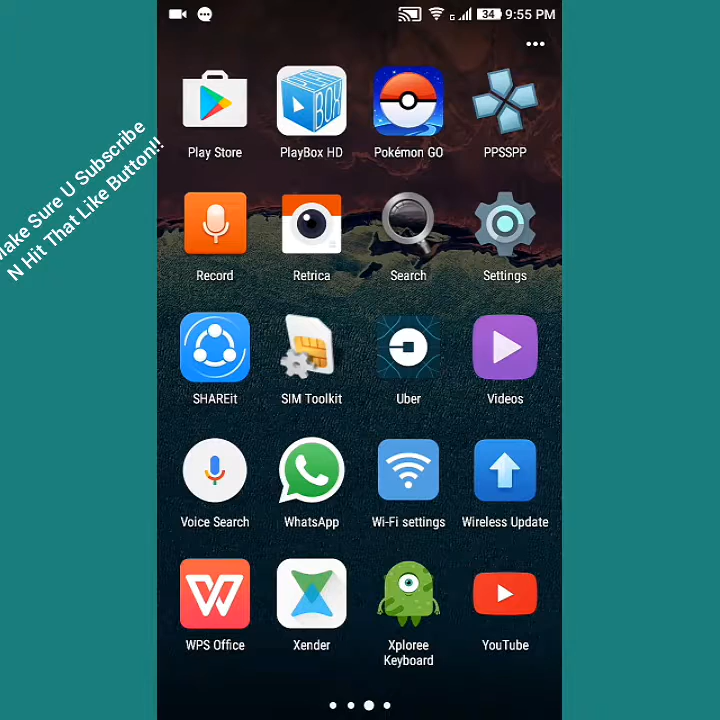 34 9:55 PM
Make Sure U Subscribe
N Hit That Like Button!!
Play Store PlayBox HD Pokémon GO PPSSPP
Record Retrica Search Settings
SHAREit SIM Toolkit Uber Videos
Voice Search WhatsApp Wi-Fi settings Wireless Update
WPS Office Xender Xploree Keyboard YouTube